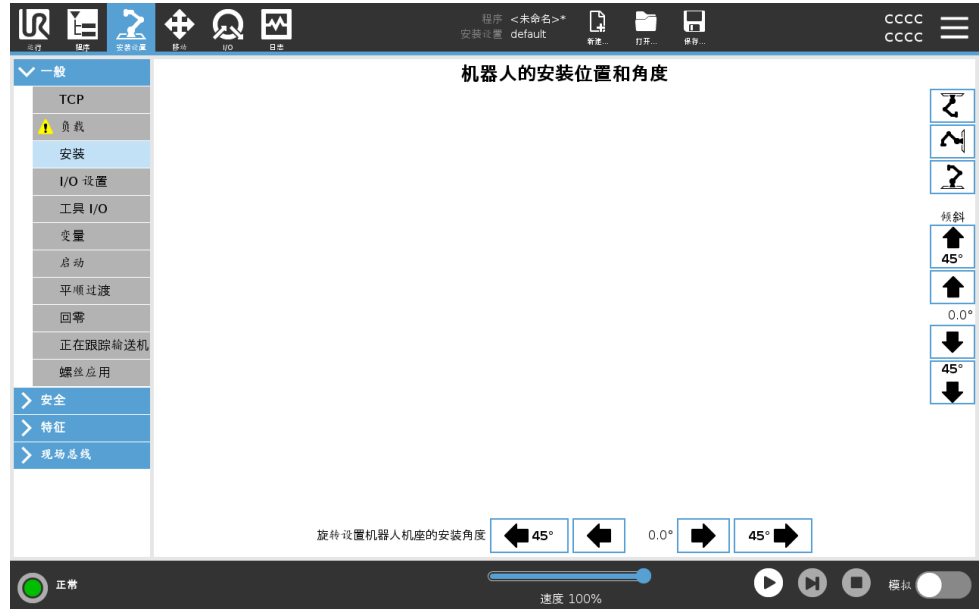 UR
运行
程序
安装设置
移动
I/O
日志
程序 <未命名>*
安装设置 default
新建...
打开...
保存...
cccc
cccc
一般
TCP
负载
安装
I/O 设置
工具 I/O
变量
启动
平顺过渡
回零
正在跟踪输送机
螺丝应用
安全
特征
现场总线
机器人的安装位置和角度
倾斜
45°
0.0°
45°
旋转设置机器人机座的安装角度 45° 0.0° 45°
正常
速度 100%
模拟